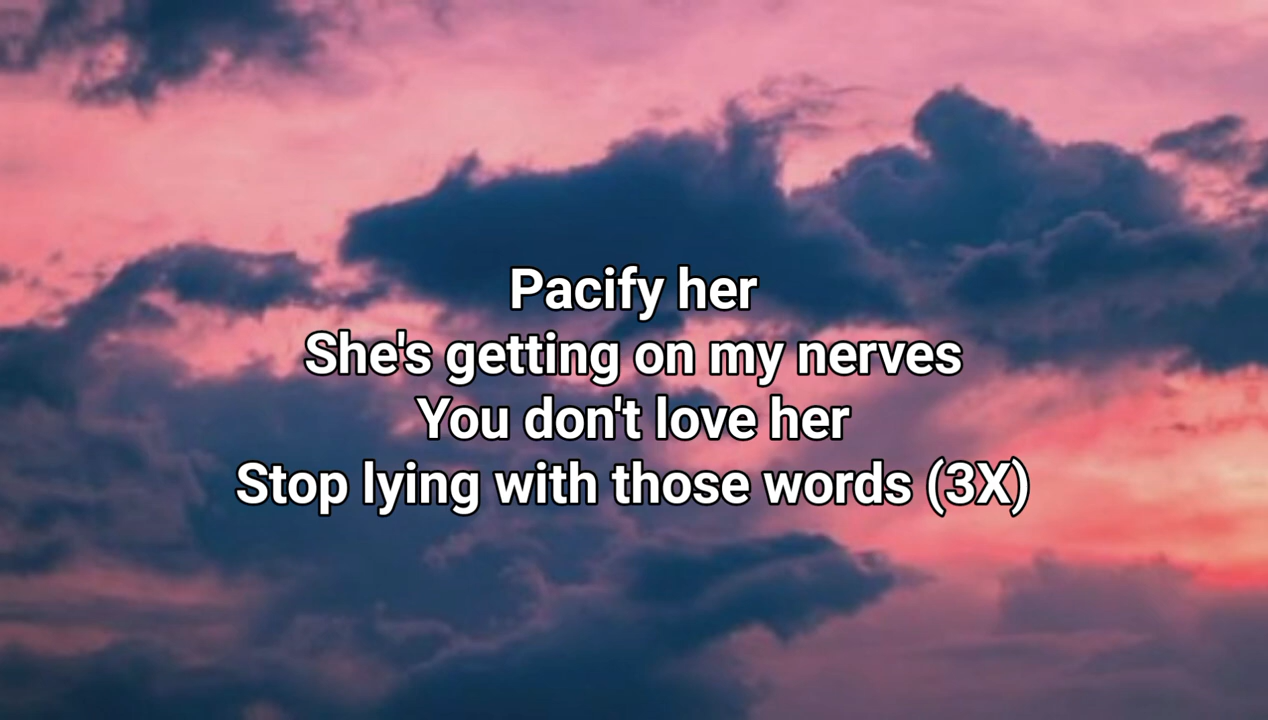 Pacify her
She's getting on my nerves
You don't love her
Stop lying with those words (3X)